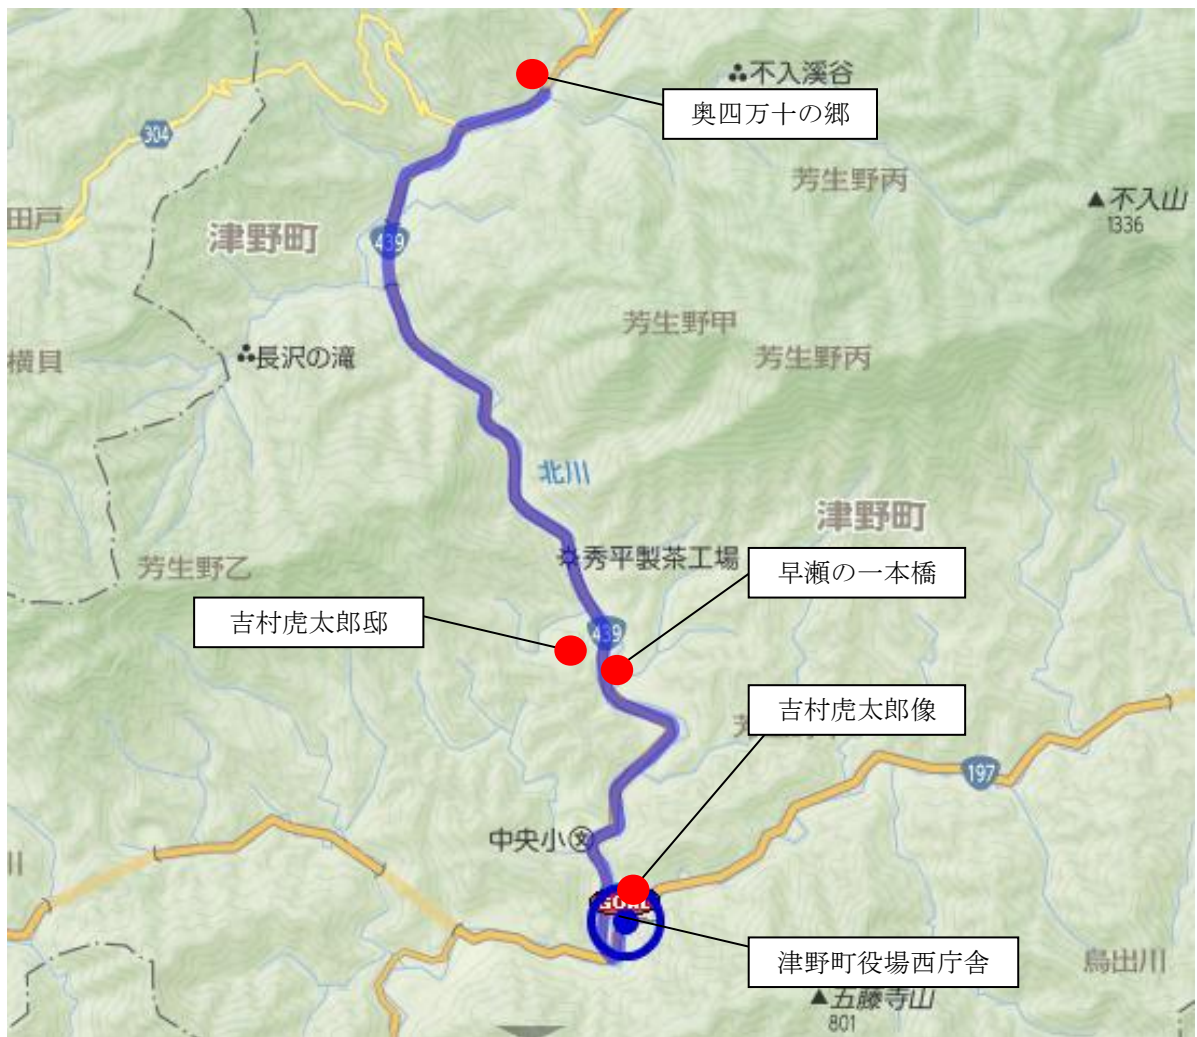 不入溪谷
奥四万十の郷
304
芳生野丙
不入山
1336
田戸
津野町
439
芳生野甲
芳生野丙
横貝
長沢の滝
北川
津野町
秀平製茶工場
早瀬の一本橋
芳生野乙
吉村虎太郎邸
439
吉村虎太郎像
197
中央小
文
川
GOAL
津野町役場西庁舎
鳥出川
五藤寺山
801